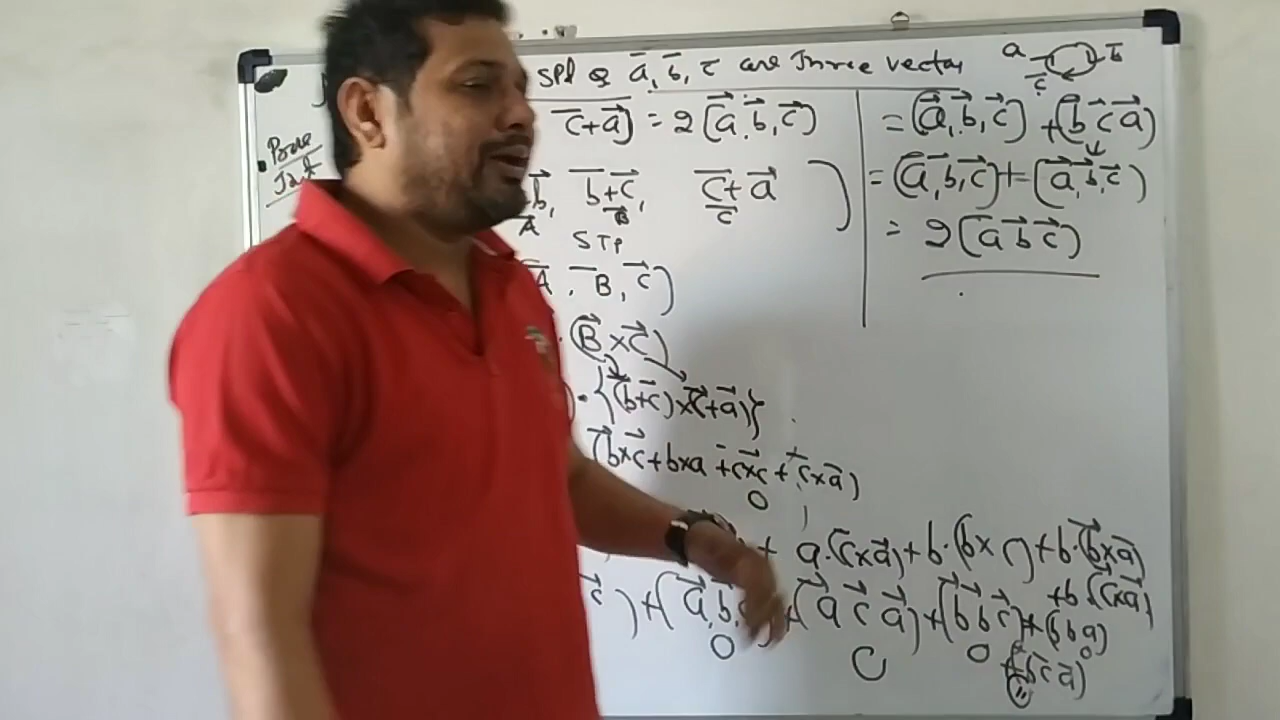 a⃗, b⃗, c⃗ are three vector
a b̄
c̄
Prove
that
c⃗+a⃗] = 2[a⃗, b⃗, c⃗)
b⃗, b⃗+c⃗, c⃗+a⃗ )
A⃗ B⃗ c⃗
STP
A⃗, B⃗, C⃗)
· (B⃗×C⃗)
)·{(b⃗+c⃗)×(c⃗+a⃗)}
(b⃗×c⃗+b×a+c⃗×c+c⃗×a⃗)
0
+ a·(c⃗×a⃗)+b·(b× c)+b·(b⃗×a⃗)
+b·(c⃗×a⃗)
c⃗ )+(a⃗, b⃗, +(a⃗ c⃗ a⃗)+(b⃗ b⃗ c⃗)+(b b a)
0 0 0 0
+(b⃗ c⃗ a⃗)
=(a⃗, b⃗, c⃗) +(b⃗ c⃗ a⃗)
=(a⃗, b⃗, c⃗)+(a⃗, b⃗, c⃗)
= 2(a⃗ b⃗ c⃗)